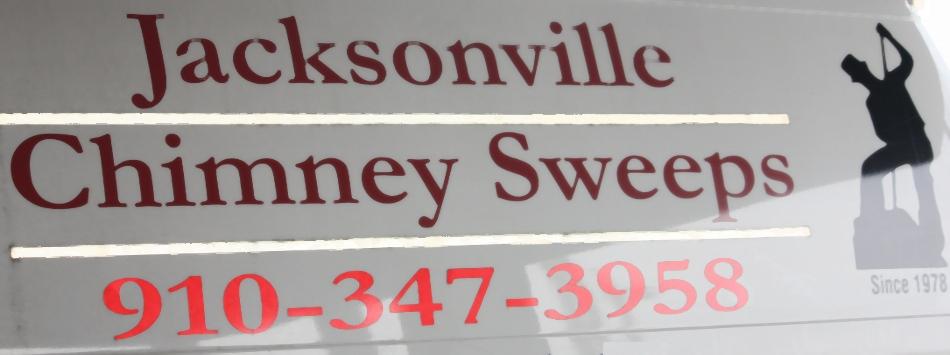 Jacksonville
Chimney Sweeps
910-347-3958
Since 1978